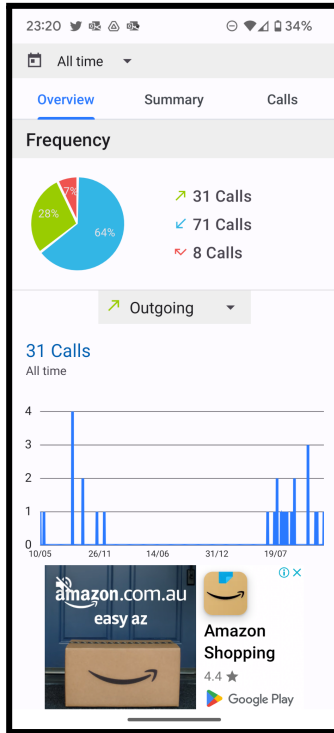 23:20
34%
All time
Overview Summary Calls
Frequency
7%
28%
64%
31 Calls
71 Calls
8 Calls
Outgoing
31 Calls
All time
4
3
2
1
0
10/05 26/11 14/06 31/12 19/07
amazon.com.au
easy az
Amazon
Shopping
4.4 ★
Google Play